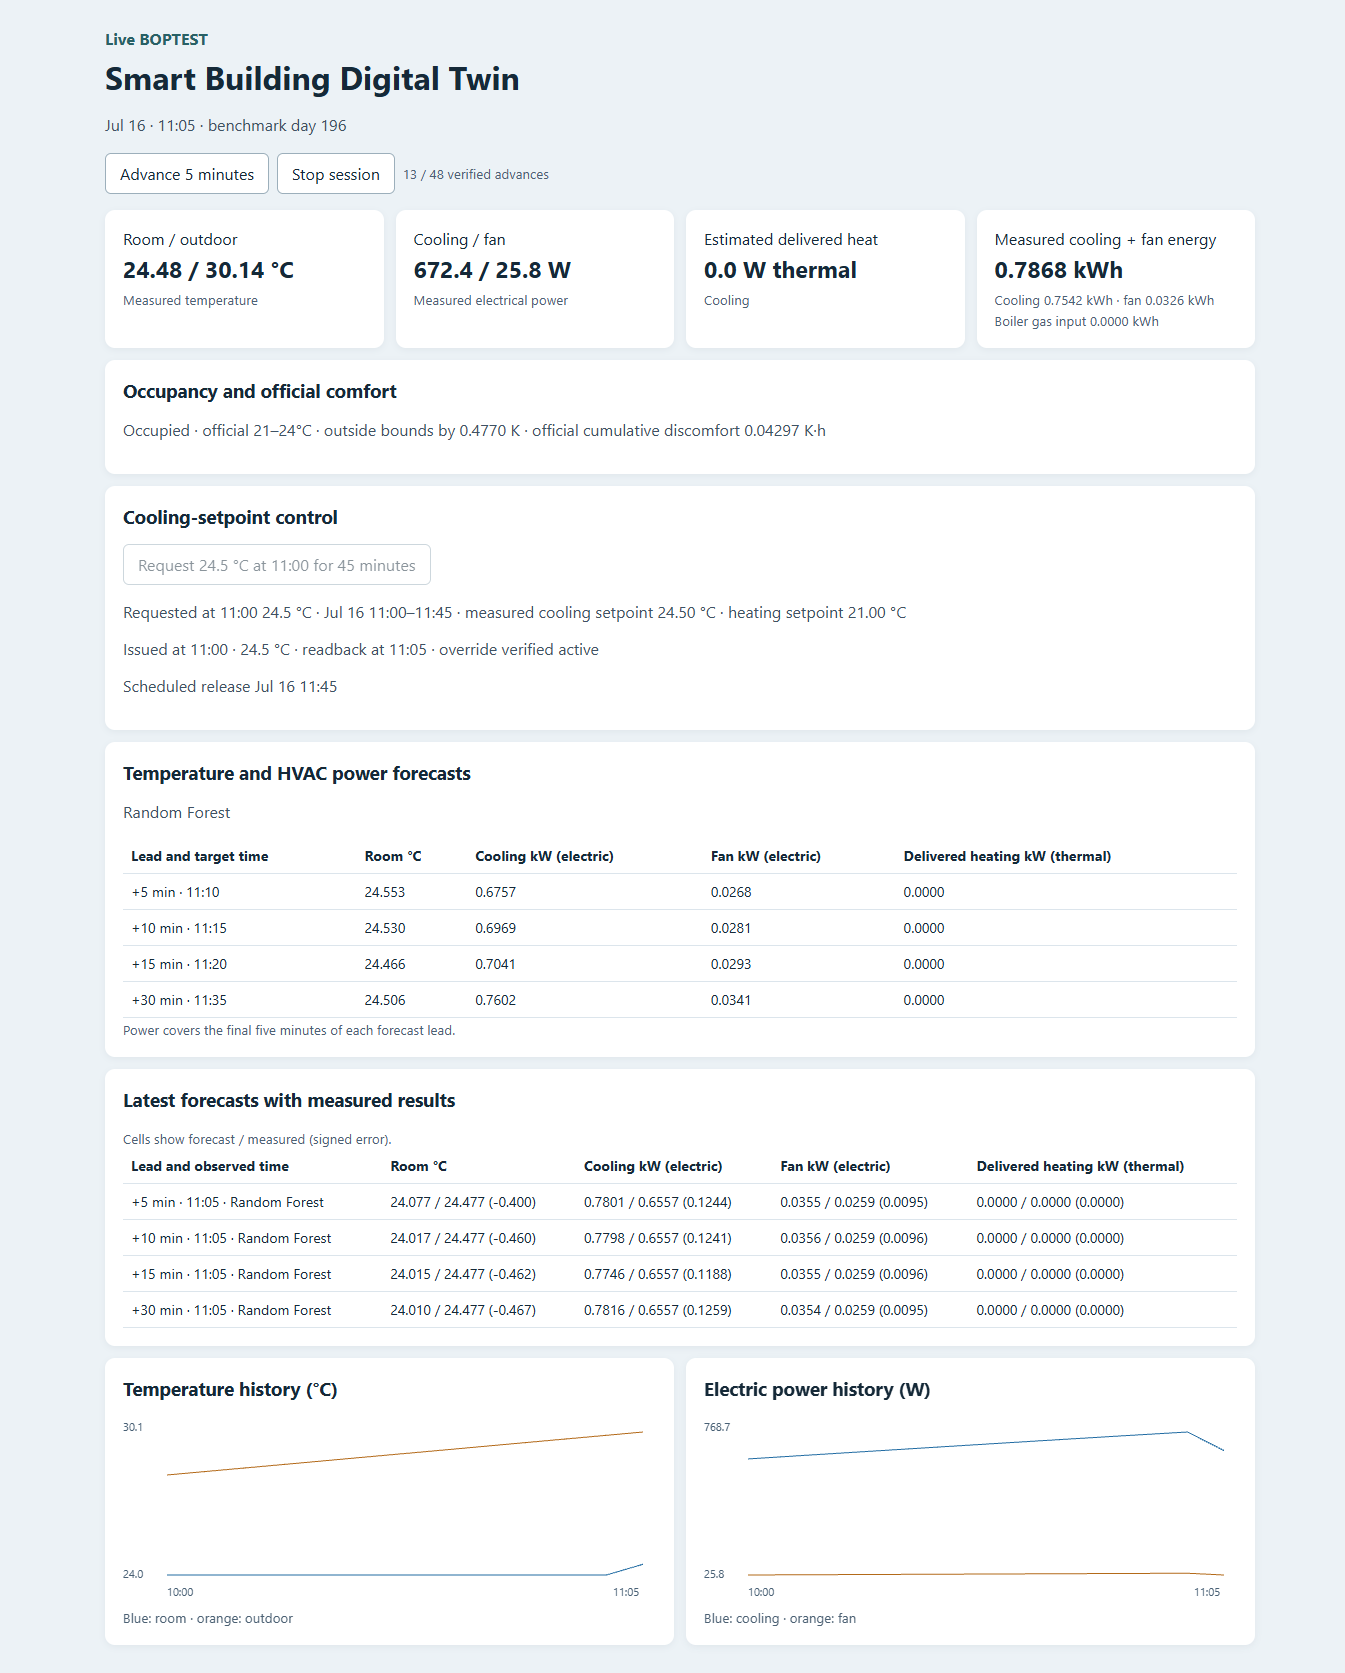 Live BOPTEST
Smart Building Digital Twin
Jul 16 · 11:05 · benchmark day 196
Advance 5 minutes Stop session 13 / 48 verified advances
Room / outdoor
24.48 / 30.14 °C
Measured temperature
Cooling / fan
672.4 / 25.8 W
Measured electrical power
Estimated delivered heat
0.0 W thermal
Cooling
Measured cooling + fan energy
0.7868 kWh
Cooling 0.7542 kWh · fan 0.0326 kWh
Boiler gas input 0.0000 kWh
Occupancy and official comfort
Occupied · official 21–24°C · outside bounds by 0.4770 K · official cumulative discomfort 0.04297 K·h
Cooling-setpoint control
Request 24.5 °C at 11:00 for 45 minutes
Requested at 11:00 24.5 °C · Jul 16 11:00–11:45 · measured cooling setpoint 24.50 °C · heating setpoint 21.00 °C
Issued at 11:00 · 24.5 °C · readback at 11:05 · override verified active
Scheduled release Jul 16 11:45
Temperature and HVAC power forecasts
Random Forest
Lead and target time Room °C Cooling kW (electric) Fan kW (electric) Delivered heating kW (thermal)
+5 min · 11:10 24.553 0.6757 0.0268 0.0000
+10 min · 11:15 24.530 0.6969 0.0281 0.0000
+15 min · 11:20 24.466 0.7041 0.0293 0.0000
+30 min · 11:35 24.506 0.7602 0.0341 0.0000
Power covers the final five minutes of each forecast lead.
Latest forecasts with measured results
Cells show forecast / measured (signed error).
Lead and observed time Room °C Cooling kW (electric) Fan kW (electric) Delivered heating kW (thermal)
+5 min · 11:05 · Random Forest 24.077 / 24.477 (-0.400) 0.7801 / 0.6557 (0.1244) 0.0355 / 0.0259 (0.0095) 0.0000 / 0.0000 (0.0000)
+10 min · 11:05 · Random Forest 24.017 / 24.477 (-0.460) 0.7798 / 0.6557 (0.1241) 0.0356 / 0.0259 (0.0096) 0.0000 / 0.0000 (0.0000)
+15 min · 11:05 · Random Forest 24.015 / 24.477 (-0.462) 0.7746 / 0.6557 (0.1188) 0.0355 / 0.0259 (0.0096) 0.0000 / 0.0000 (0.0000)
+30 min · 11:05 · Random Forest 24.010 / 24.477 (-0.467) 0.7816 / 0.6557 (0.1259) 0.0354 / 0.0259 (0.0095) 0.0000 / 0.0000 (0.0000)
Temperature history (°C)
30.1
24.0
10:00 11:05
Blue: room · orange: outdoor
Electric power history (W)
768.7
25.8
10:00 11:05
Blue: cooling · orange: fan